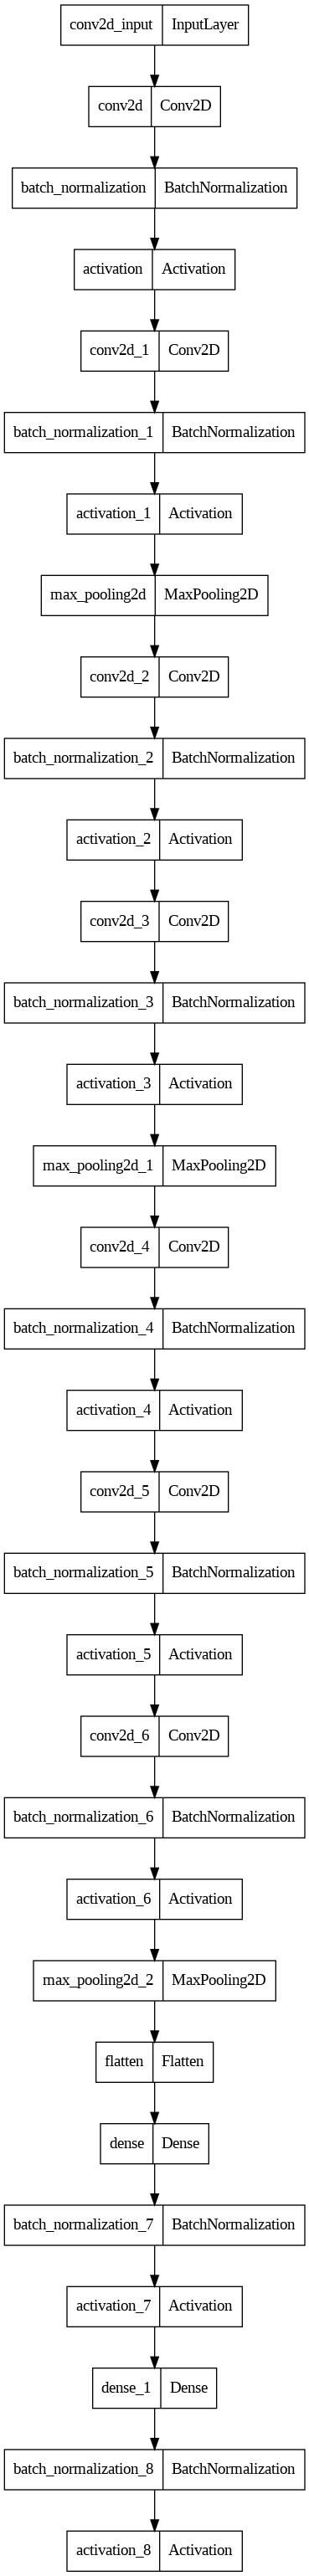 conv2d_input InputLayer
conv2d Conv2D
batch_normalization BatchNormalization
activation Activation
conv2d_1 Conv2D
batch_normalization_1 BatchNormalization
activation_1 Activation
max_pooling2d MaxPooling2D
conv2d_2 Conv2D
batch_normalization_2 BatchNormalization
activation_2 Activation
conv2d_3 Conv2D
batch_normalization_3 BatchNormalization
activation_3 Activation
max_pooling2d_1 MaxPooling2D
conv2d_4 Conv2D
batch_normalization_4 BatchNormalization
activation_4 Activation
conv2d_5 Conv2D
batch_normalization_5 BatchNormalization
activation_5 Activation
conv2d_6 Conv2D
batch_normalization_6 BatchNormalization
activation_6 Activation
max_pooling2d_2 MaxPooling2D
flatten Flatten
dense Dense
batch_normalization_7 BatchNormalization
activation_7 Activation
dense_1 Dense
batch_normalization_8 BatchNormalization
activation_8 Activation